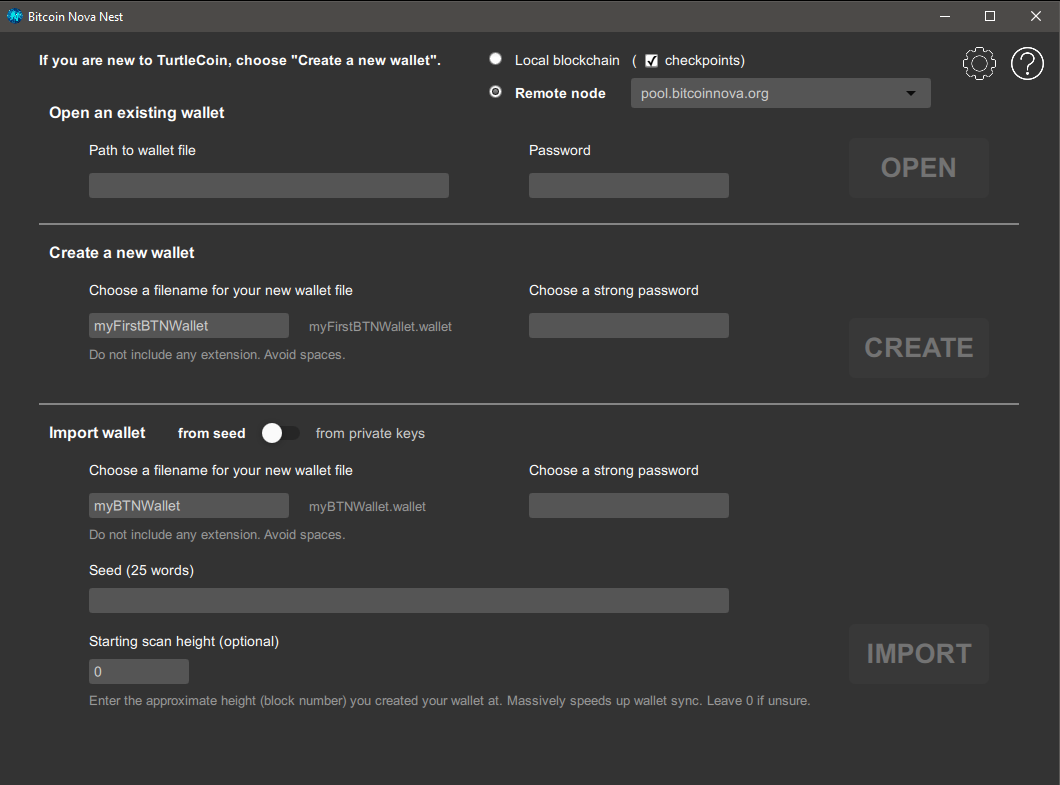 Bitcoin Nova Nest
If you are new to TurtleCoin, choose "Create a new wallet".
Local blockchain ( checkpoints)
Remote node pool.bitcoinnova.org
Open an existing wallet
Path to wallet file Password
OPEN
Create a new wallet
Choose a filename for your new wallet file Choose a strong password
myFirstBTNWallet myFirstBTNWallet.wallet
Do not include any extension. Avoid spaces.
CREATE
Import wallet from seed from private keys
Choose a filename for your new wallet file Choose a strong password
myBTNWallet myBTNWallet.wallet
Do not include any extension. Avoid spaces.
Seed (25 words)
Starting scan height (optional)
0
IMPORT
Enter the approximate height (block number) you created your wallet at. Massively speeds up wallet sync. Leave 0 if unsure.